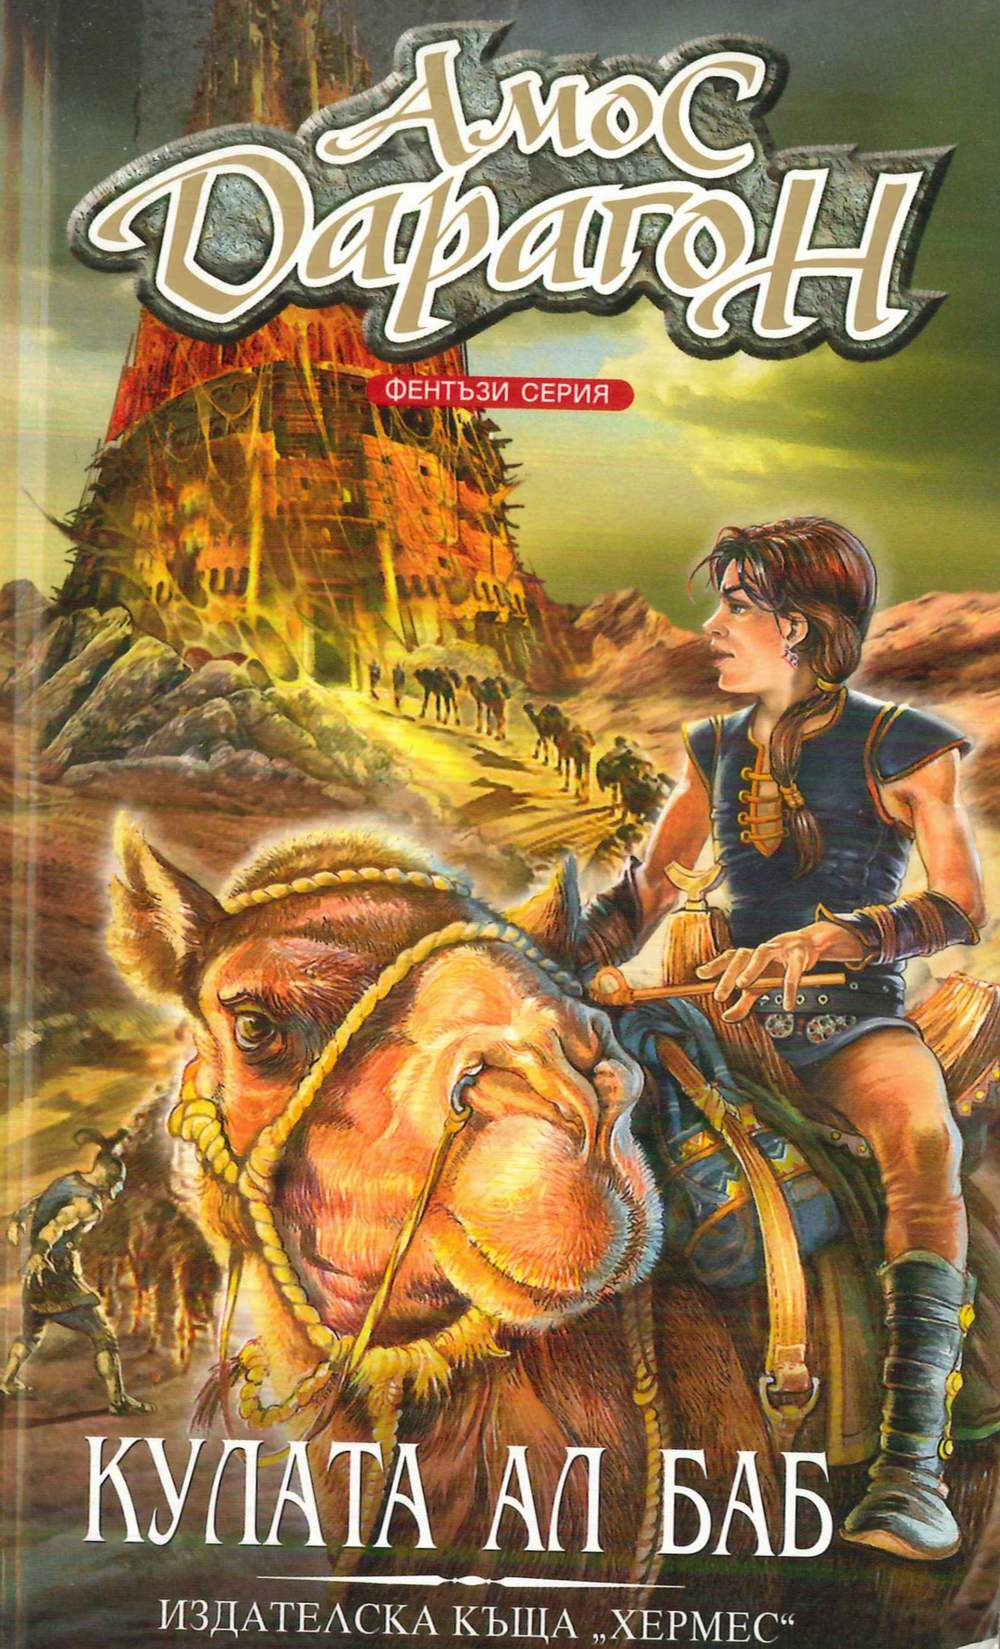 Амос
Дарагон
ФЕНТЪЗИ СЕРИЯ
КУЛАТА АЛ БАБ
ИЗДАТЕЛСКА КЪЩА „ХЕРМЕС“